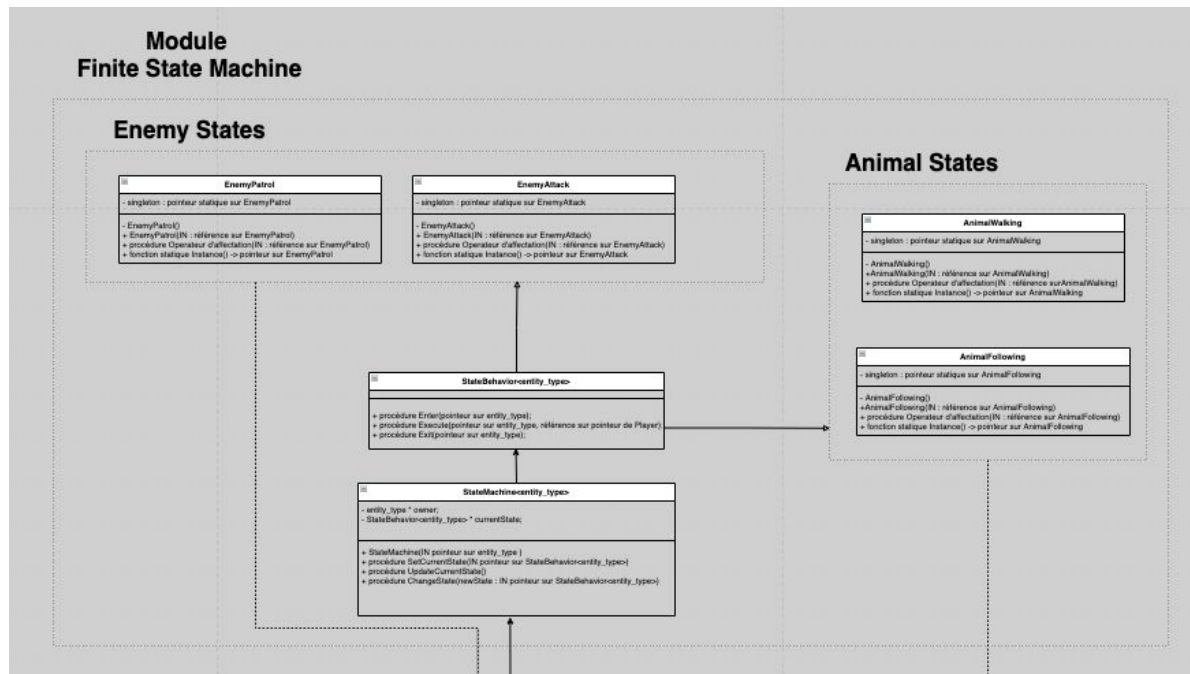 Module
Finite State Machine
Enemy States
EnemyPatrol
- singleton : pointeur statique sur EnemyPatrol
- EnemyPatrol()
+ EnemyPatrol(IN : référence sur EnemyPatrol)
+ procédure Operateur d'affectation(IN : référence sur EnemyPatrol)
+ fonction statique Instance() -> pointeur sur EnemyPatrol
EnemyAttack
- singleton : pointeur statique sur EnemyAttack
- EnemyAttack()
+ EnemyAttack(IN : référence sur EnemyAttack)
+ procédure Operateur d'affectation(IN : référence sur EnemyAttack)
+ fonction statique Instance() -> pointeur sur EnemyAttack
Animal States
AnimalWalking
- singleton : pointeur statique sur AnimalWalking
- AnimalWalking()
+AnimalWalking(IN : référence sur AnimalWalking)
+ procédure Operateur d'affectation(IN : référence surAnimalWalking)
+ fonction statique Instance() -> pointeur sur AnimalWalking
AnimalFollowing
- singleton : pointeur statique sur AnimalFollowing
- AnimalFollowing()
+AnimalFollowing(IN : référence sur AnimalFollowing)
+ procédure Operateur d'affectation(IN : référence sur AnimalFollowing)
+ fonction statique Instance() -> pointeur sur AnimalFollowing
StateBehavior<entity_type>
+ procédure Enter(pointeur sur entity_type);
+ procédure Execute(pointeur sur entity_type, référence sur pointeur de Player);
+ procédure Exit(pointeur sur entity_type);
StateMachine<entity_type>
- entity_type * owner;
- StateBehavior<entity_type> * currentState;
+ StateMachine(IN pointeur sur entity_type )
+ procédure SetCurrentState(IN pointeur sur StateBehavior<entity_type>)
+ procédure UpdateCurrentState()
+ procédure ChangeState(newState : IN pointeur sur StateBehavior<entity_type>)